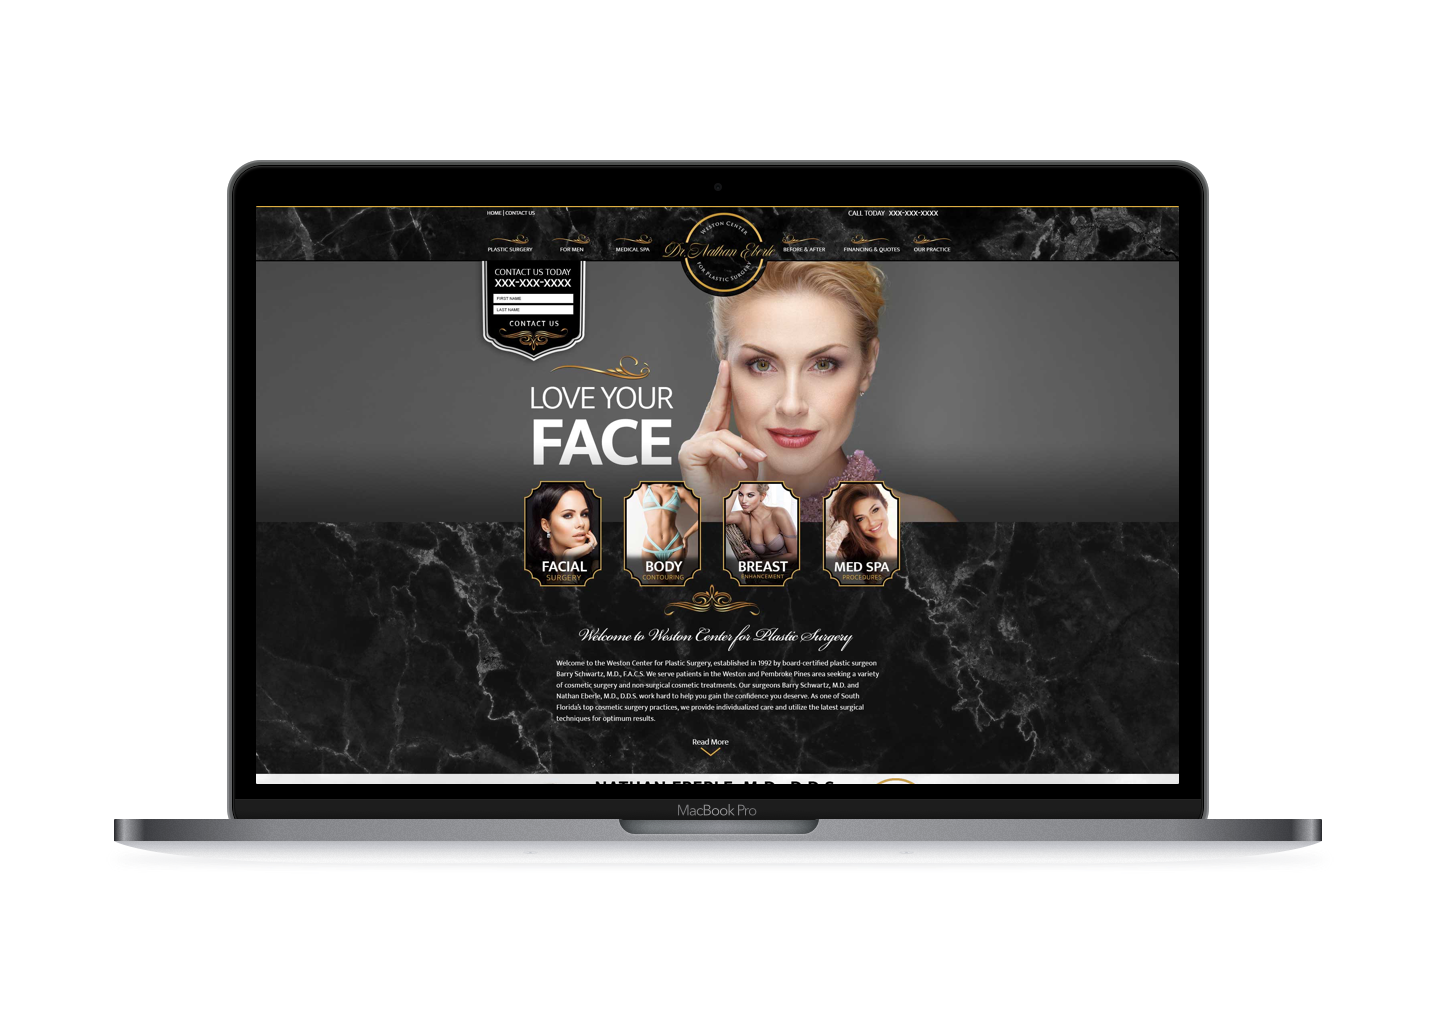 HOME | CONTACT US
CALL TODAY XXX-XXX-XXXX
PLASTIC SURGERY
FOR MEN
MEDICAL SPA
WESTON CENTER
Dr. Nathan Eberle
FOR PLASTIC SURGERY
BEFORE & AFTER
FINANCING & QUOTES
OUR PRACTICE
CONTACT US TODAY
XXX-XXX-XXXX
FIRST NAME
LAST NAME
CONTACT US
LOVE YOUR
FACE
FACIAL
SURGERY
BODY
CONTOURING
BREAST
ENHANCEMENT
MED SPA
PROCEDURES
Welcome to Weston Center for Plastic Surgery
Welcome to the Weston Center for Plastic Surgery, established in 1992 by board-certified plastic surgeon
Barry Schwartz, M.D., F.A.C.S. We serve patients in the Weston and Pembroke Pines area seeking a variety
of cosmetic surgery and non-surgical cosmetic treatments. Our surgeons Barry Schwartz, M.D. and
Nathan Eberle, M.D., D.D.S. work hard to help you gain the confidence you deserve. As one of South
Florida's top cosmetic surgery practices, we provide individualized care and utilize the latest surgical
techniques for optimum results.
Read More
NATHAN EBERLE, M.D., D.D.S.
MacBook Pro